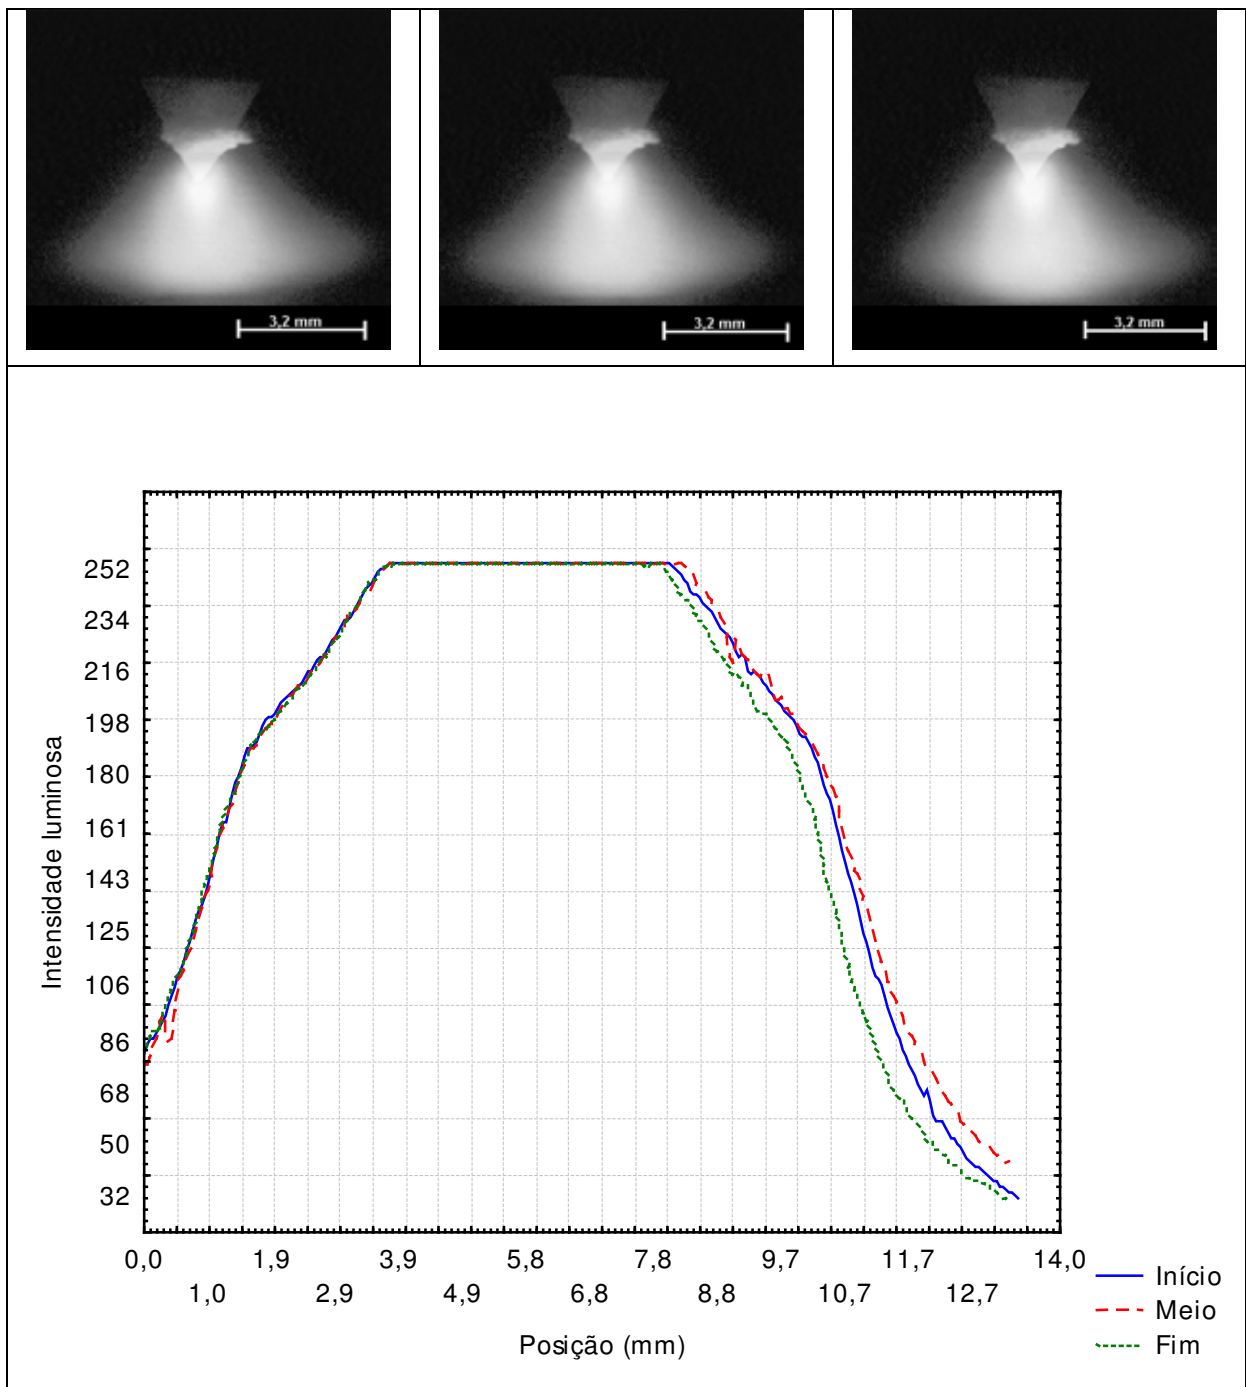 3,2 mm
3,2 mm
3,2 mm
252
234
216
198
180
161
143
125
106
86
68
50
32
Intensidade luminosa
0,0 1,9 3,9 5,8 7,8 9,7 11,7 14,0
1,0 2,9 4,9 6,8 8,8 10,7 12,7
Posição (mm)
Início
Meio
Fim